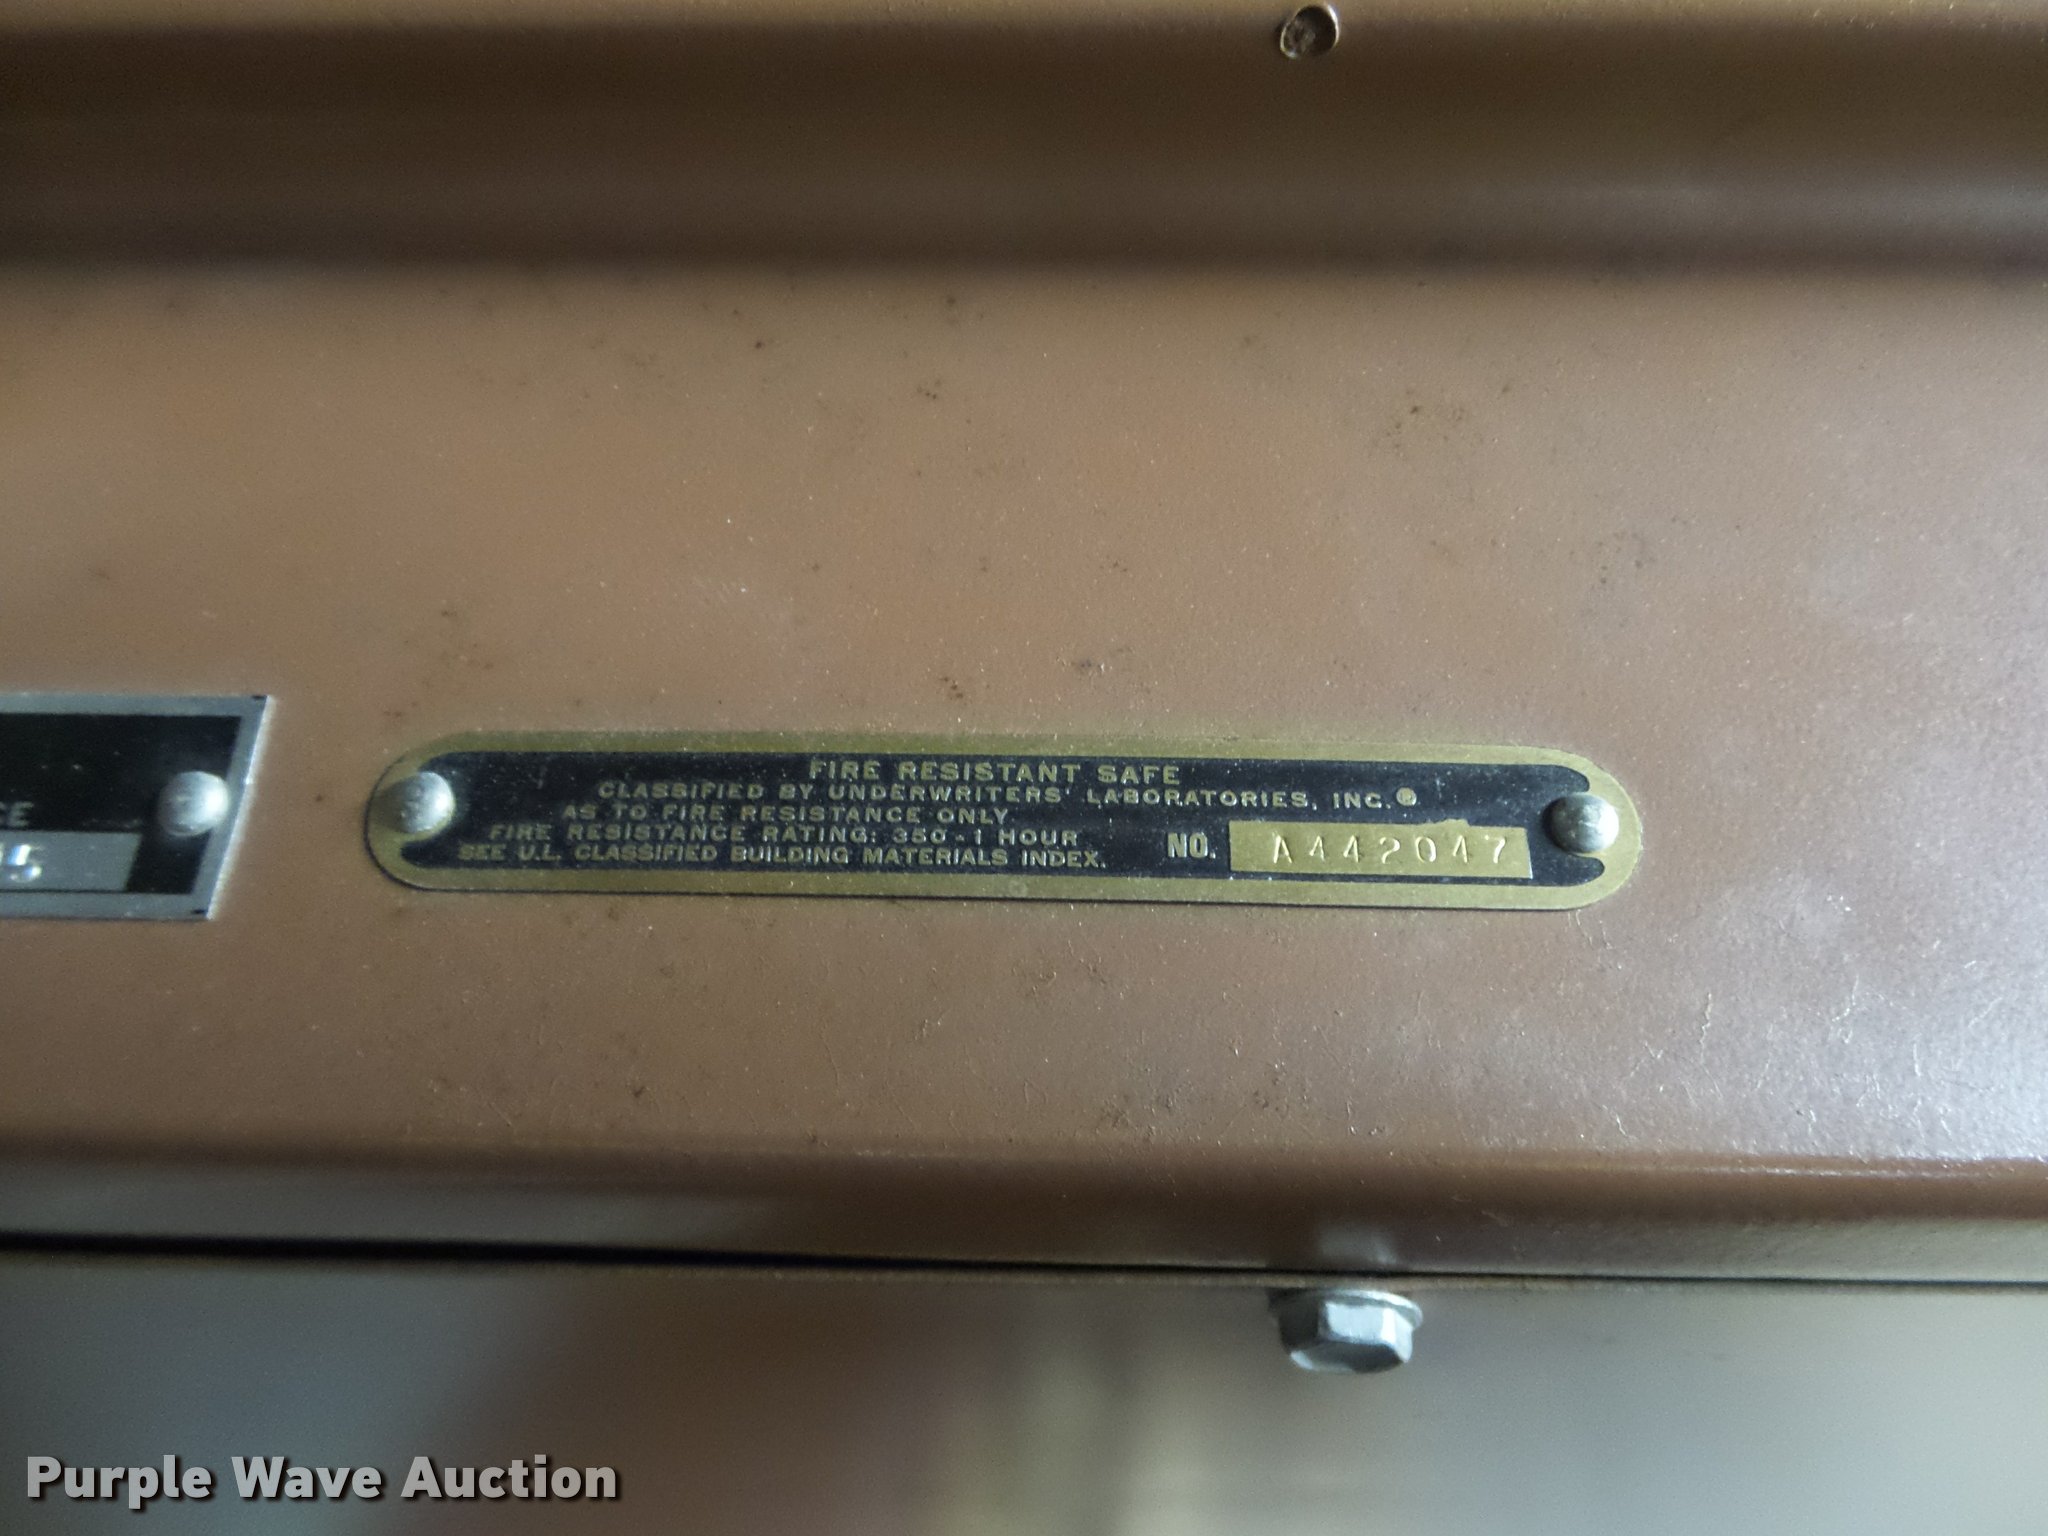 FIRE RESISTANT SAFE
CLASSIFIED BY UNDERWRITERS' LABORATORIES, INC.®
AS TO FIRE RESISTANCE ONLY
FIRE RESISTANCE RATING: 350 - 1 HOUR
SEE U.L. CLASSIFIED BUILDING MATERIALS INDEX.
NO. A442047
Purple Wave Auction